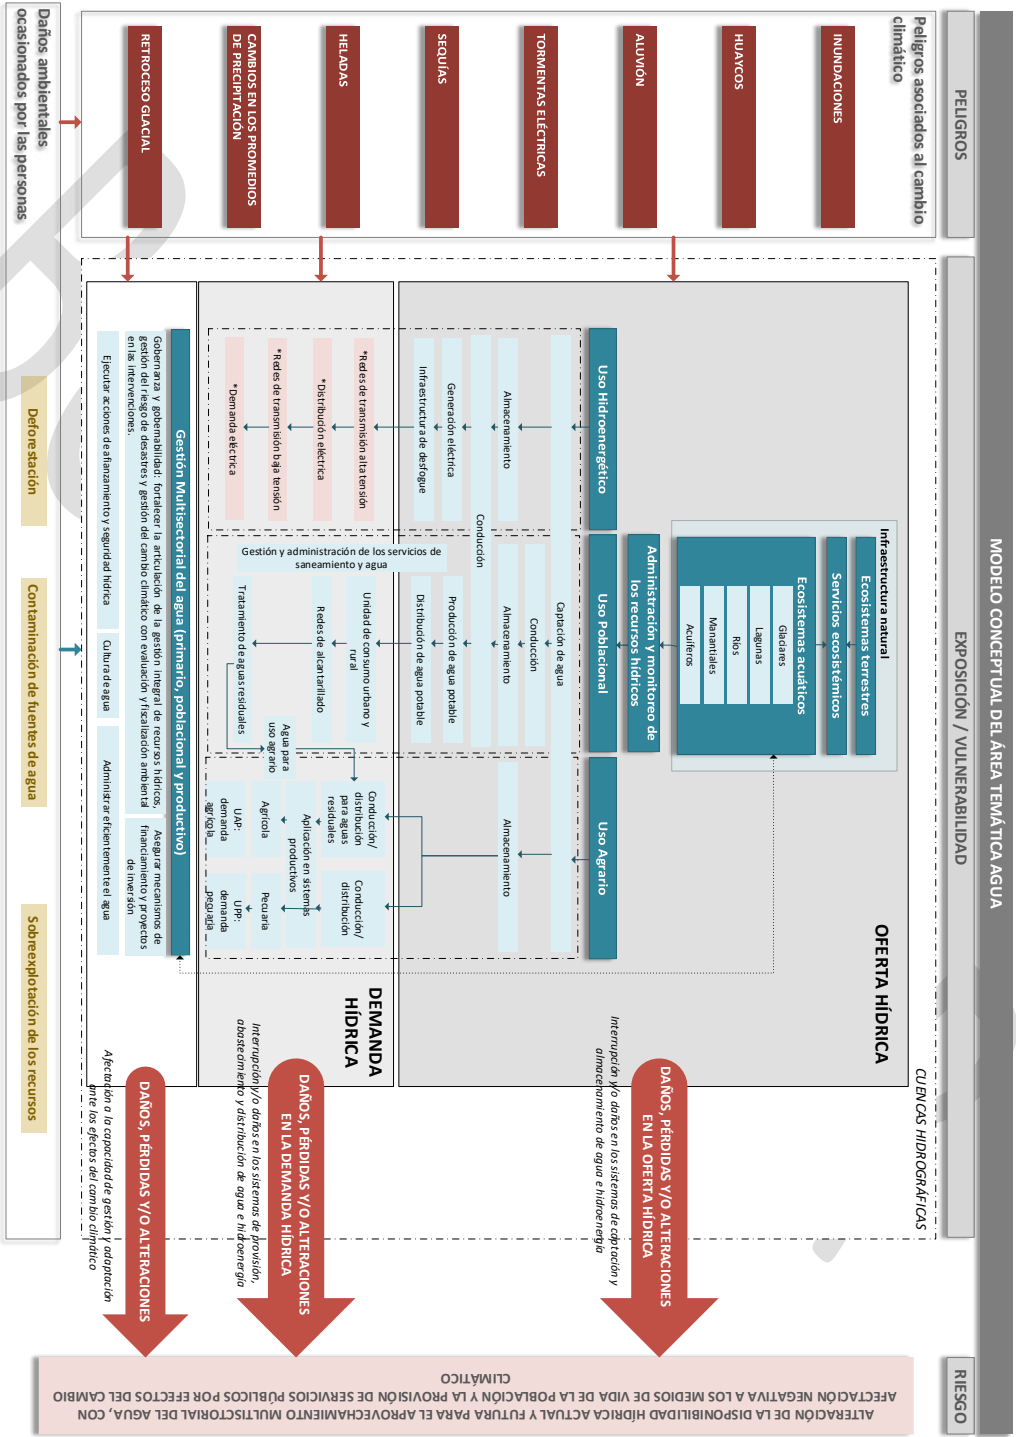 MODELO CONCEPTUAL DEL ÁREA TEMÁTICA AGUA
PELIGROS
EXPOSICIÓN / VULNERABILIDAD
RIESGO
Peligros asociados al cambio
climático
INUNDACIONES
HUAYCOS
ALUVIÓN
TORMENTAS ELÉCTRICAS
SEQUÍAS
HELADAS
CAMBIOS EN LOS PROMEDIOS
DE PRECIPITACIÓN
RETROCESO GLACIAL
CUENCAS HIDROGRÁFICAS
OFERTA HÍDRICA
Infraestructura natural
Ecosistemas terrestres
Servicios ecosistémicos
Ecosistemas acuáticos
Glaciares
Lagunas
Ríos
Manantiales
Acuíferos
Administración y monitoreo de
los recursos hídricos
Uso Hidroenergético
Uso Poblacional
Uso Agrario
Captación de agua
Conducción
Almacenamiento
Almacenamiento
Almacenamiento
Conducción
Generación eléctrica
Producción de agua potable
Infraestructura de desfogue
Distribución de agua potable
DEMANDA
HÍDRICA
*Redes de transmisión alta tensión
*Distribución eléctrica
*Redes de transmisión baja tensión
*Demanda eléctrica
Gestión y administración de los servicios de
saneamiento y agua
Unidad de consumo urbano y
rural
Redes de alcantarillado
Tratamiento de aguas residuales
Agua para
uso agrario
Conducción/
distribución
para aguas
residuales
Conducción/
distribución
Aplicación en sistemas
productivos
Agrícola
Pecuaria
UAP:
demanda
agrícola
UPP:
demanda
pecuaria
Gestión Multisectorial del agua (primario, poblacional y productivo)
Gobernanza y gobernabilidad: fortalecer la articulación de la gestión integral de recursos hídricos,
gestión del riesgo de desastres y gestión del cambio climático con evaluación y fiscalización ambiental
en las intervenciones.
Asegurar mecanismos de
financiamiento y proyectos
de inversión
Ejecutar acciones de afianzamiento y seguridad hídrica
Cultura de agua
Administrar eficientemente el agua
DAÑOS, PÉRDIDAS Y/O ALTERACIONES
EN LA OFERTA HÍDRICA
Interrupción y/o daños en los sistemas de captación y
almacenamiento de agua e hidroenergía
DAÑOS, PÉRDIDAS Y/O ALTERACIONES
EN LA DEMANDA HÍDRICA
Interrupción y/o daños en los sistemas de provisión,
abastecimiento y distribución de agua e hidroenergía
DAÑOS, PÉRDIDAS Y/O ALTERACIONES
Afectación a la capacidad de gestión y adaptación
ante los efectos del cambio climático
ALTERACIÓN DE LA DISPONIBILIDAD HÍDRICA ACTUAL Y FUTURA PARA EL APROVECHAMIENTO MULTISCTORIAL DEL AGUA, CON
AFECTACIÓN NEGATIVA A LOS MEDIOS DE VIDA DE LA POBLACIÓN Y LA PROVISIÓN DE SERVICIOS PÚBLICOS POR EFECTOS DEL CAMBIO
CLIMÁTICO
Daños ambientales
ocasionados por las personas
Deforestación
Contaminación de fuentes de agua
Sobreexplotación de los recursos